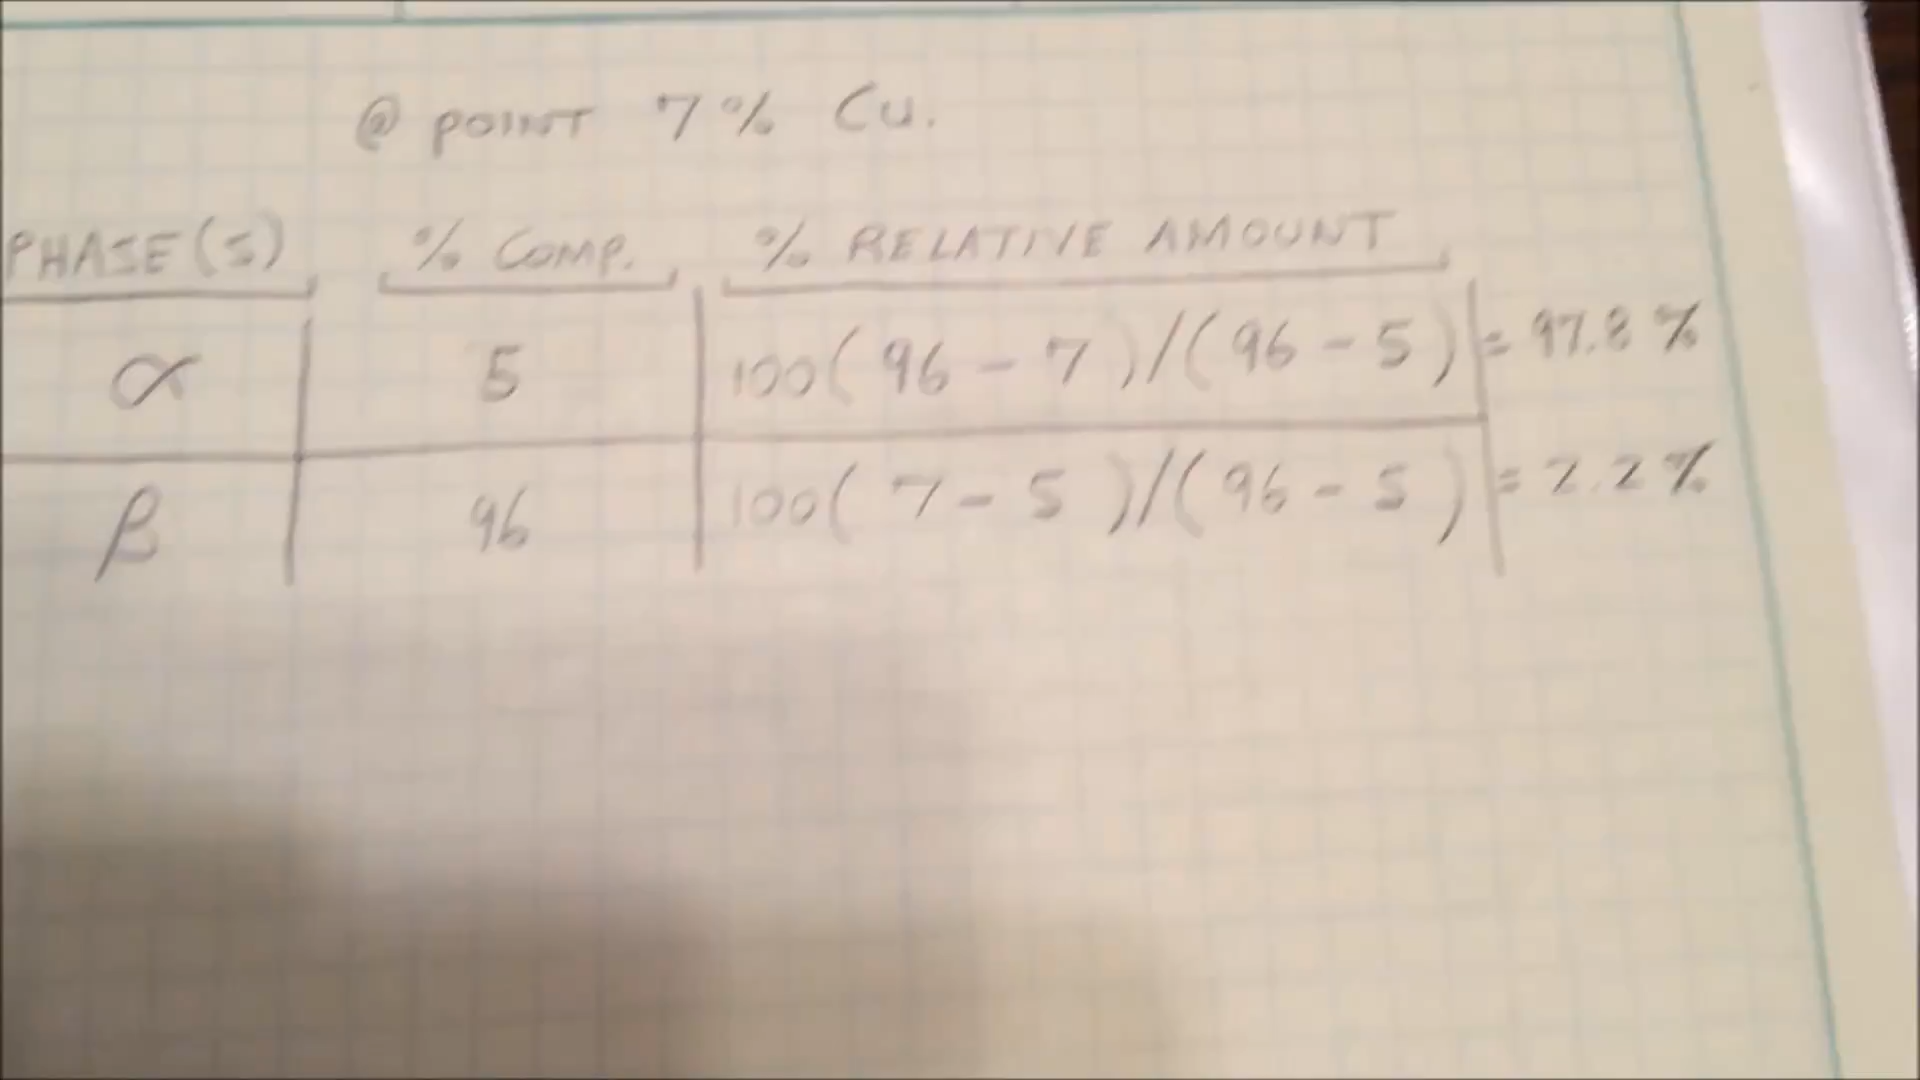 @ POINT 7% Cu.
PHASE(S) % COMP. % RELATIVE AMOUNT
α 5 100(96-7)/(96-5) = 97.8%
β 96 100(7-5)/(96-5) = 2.2%